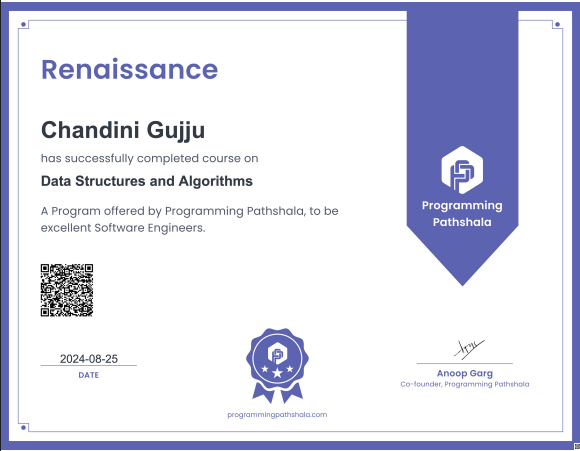 Renaissance
Chandini Gujju
has successfully completed course on
Data Structures and Algorithms
A Program offered by Programming Pathshala, to be
excellent Software Engineers.
Programming
Pathshala
2024-08-25
DATE
programmingpathshala.com
Anoop Garg
Co-founder, Programming Pathshala